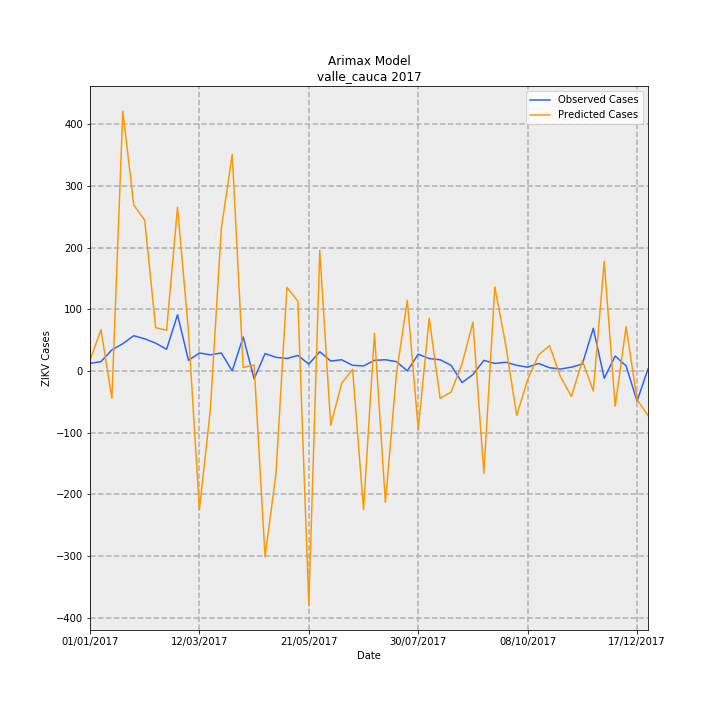 Arimax Model
valle_cauca 2017
Observed Cases
Predicted Cases
ZIKV Cases
400
300
200
100
0
−100
−200
−300
−400
01/01/2017 12/03/2017 21/05/2017 30/07/2017 08/10/2017 17/12/2017
Date